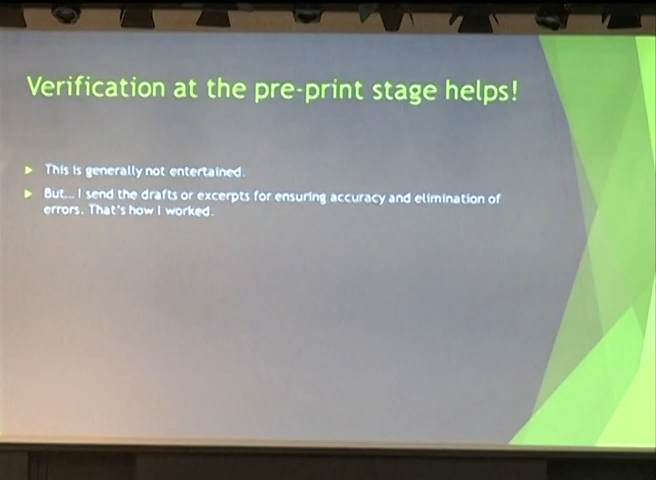 Verification at the pre-print stage helps!
This is generally not entertained.
But... I send the drafts or excerpts for ensuring accuracy and elimination of
errors. That's how I worked.